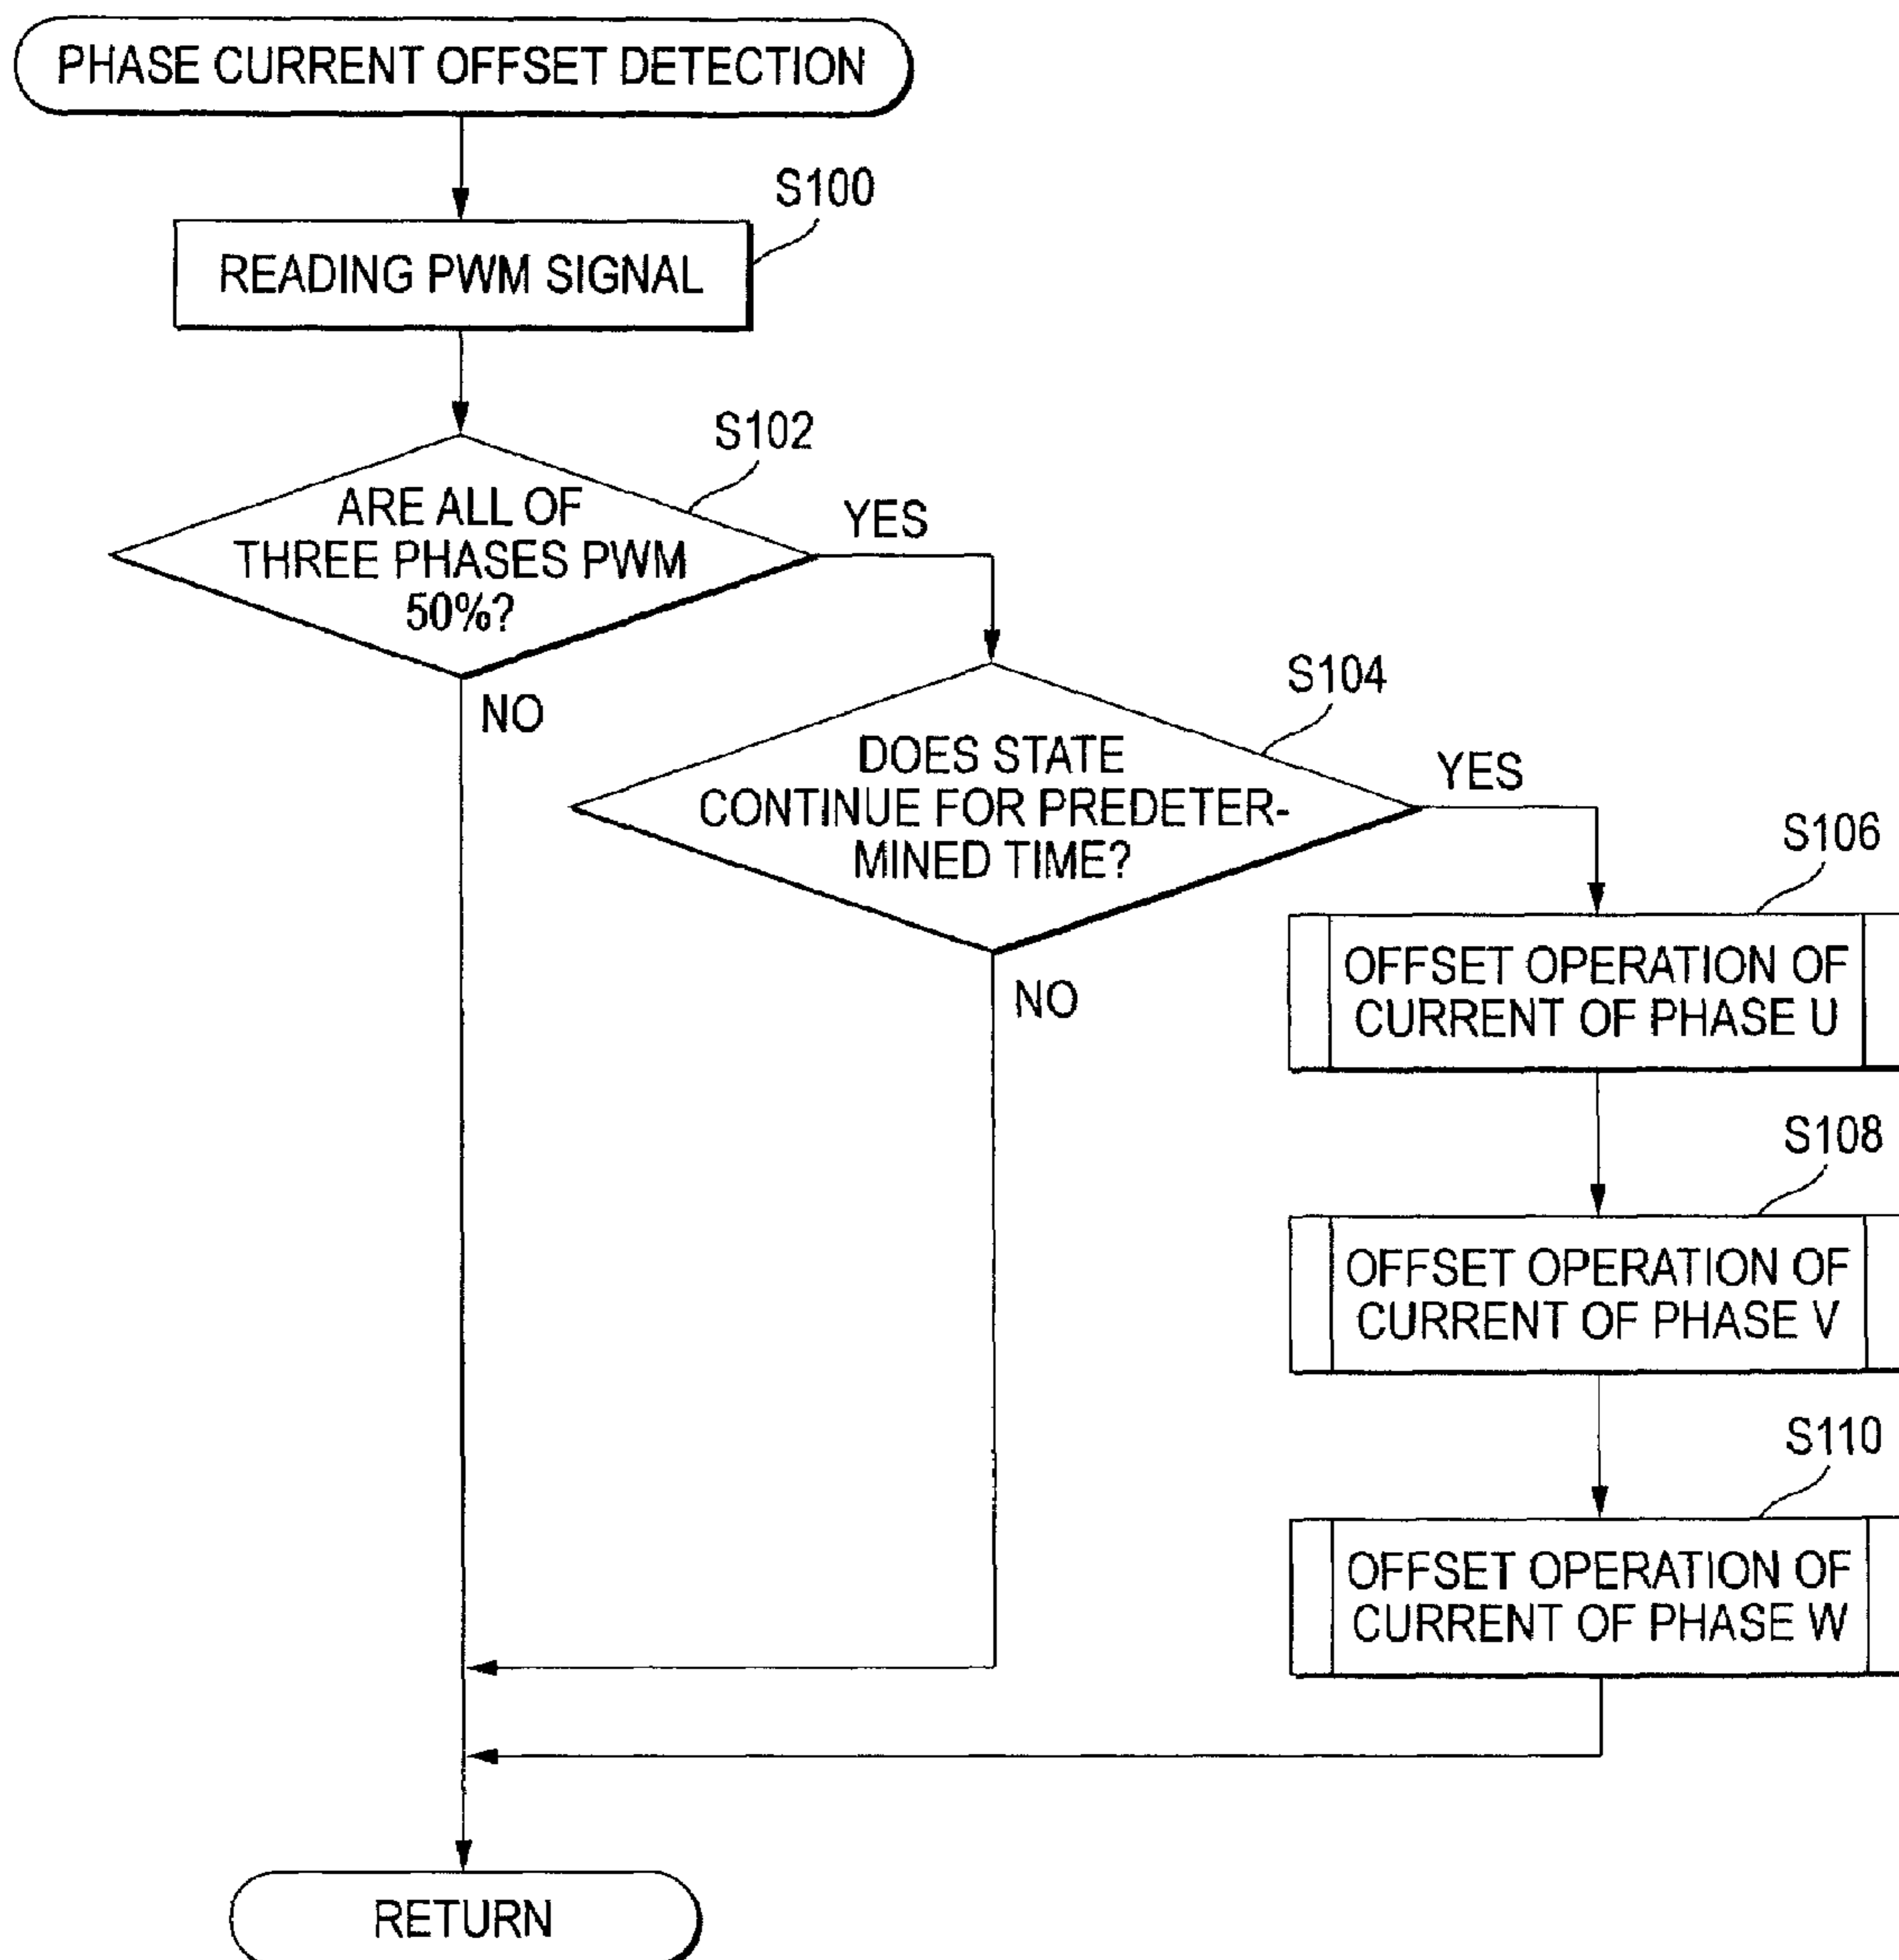 PHASE CURRENT OFFSET DETECTION
S100
READING PWM SIGNAL
S102
ARE ALL OF
THREE PHASES PWM
50%?
YES
NO
S104
DOES STATE
CONTINUE FOR PREDETER-
MINED TIME?
YES
NO
S106
OFFSET OPERATION OF
CURRENT OF PHASE U
S108
OFFSET OPERATION OF
CURRENT OF PHASE V
S110
OFFSET OPERATION OF
CURRENT OF PHASE W
RETURN